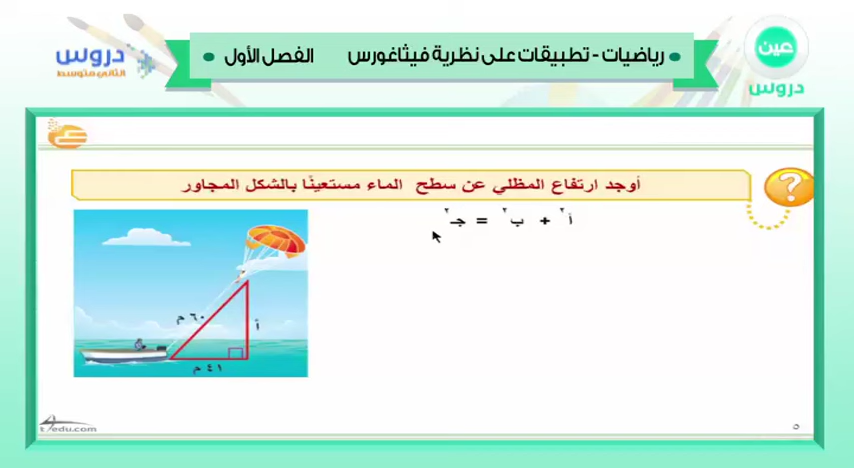 رياضيات - تطبيقات على نظرية فيثاغورس الفصل الأول
عين
دروس
دروس
الثاني متوسط
أوجد ارتفاع المظلي عن سطح الماء مستعينًا بالشكل المجاور
أ٢ + ب٢ = جـ٢
٦٠ م
أ
٤١ م
t4edu.com
٥